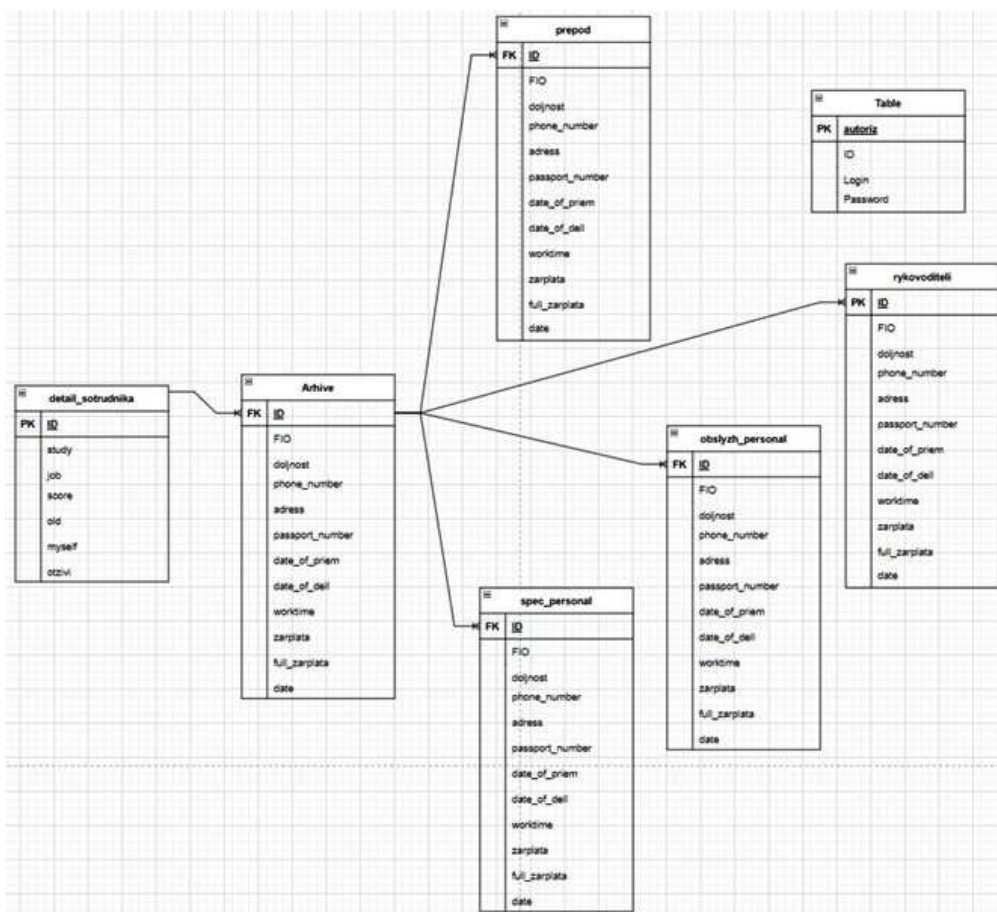 prepod
FK ID
FIO
doljnost
phone_number
adress
passport_number
date_of_priem
date_of_dell
worktime
zarplata
full_zarplata
date
Table
PK autoriz
ID
Login
Password
rykovoditeli
PK ID
FIO
doljnost
phone_number
adress
passport_number
date_of_priem
date_of_dell
worktime
zarplata
full_zarplata
date
detail_sotrudnika
PK ID
study
job
score
old
myself
otzivi
Arhive
FK ID
FIO
doljnost
phone_number
adress
passport_number
date_of_priem
date_of_dell
worktime
zarplata
full_zarplata
date
obslyzh_personal
FK ID
FIO
doljnost
phone_number
adress
passport_number
date_of_priem
date_of_dell
worktime
zarplata
full_zarplata
date
spec_personal
FK ID
FIO
doljnost
phone_number
adress
passport_number
date_of_priem
date_of_dell
worktime
zarplata
full_zarplata
date